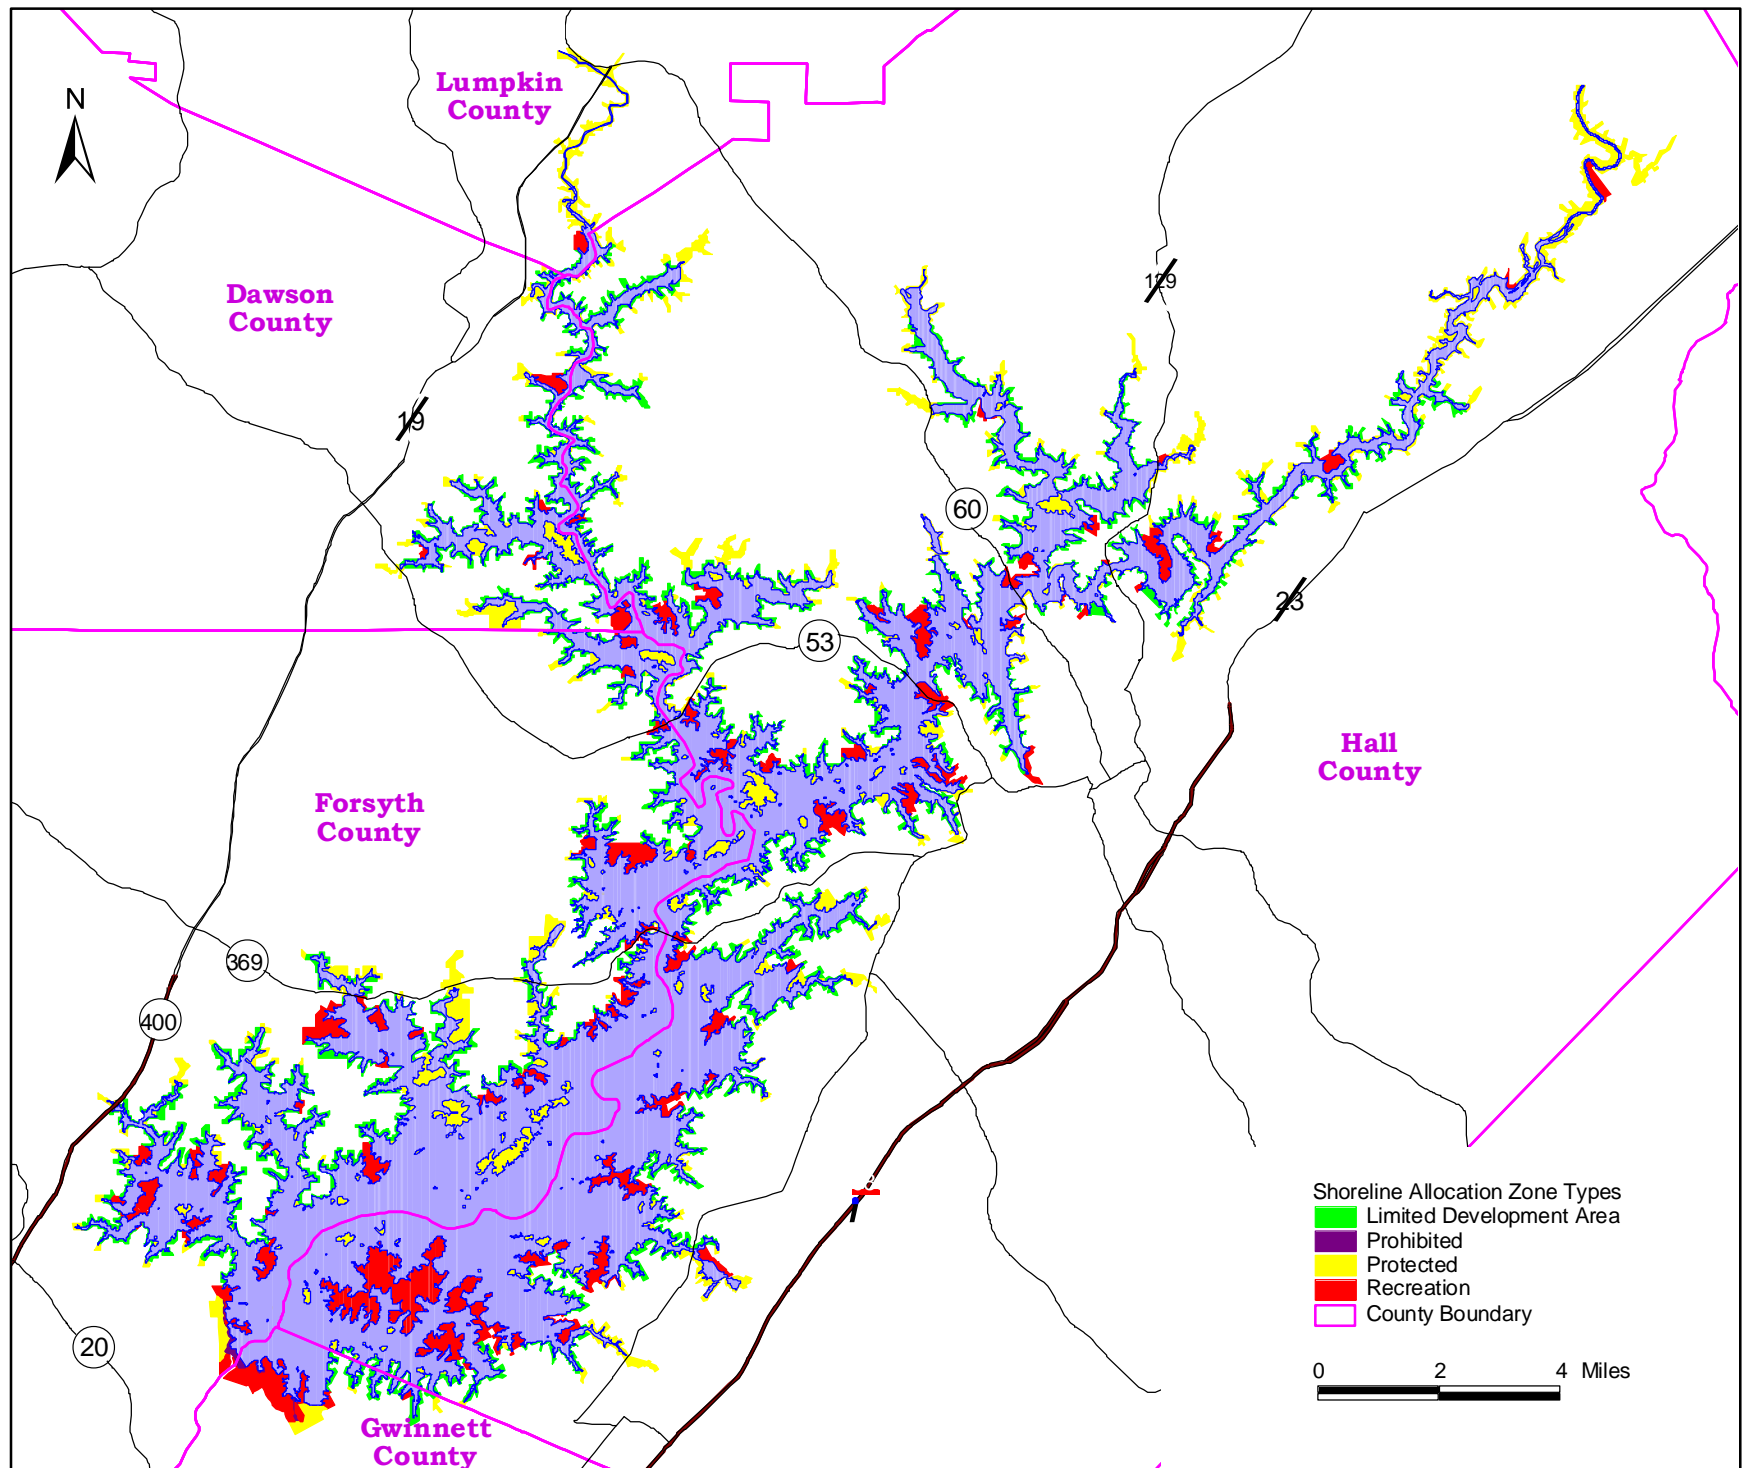 Lumpkin
County
N
129
Dawson
County
19
60
23
53
Hall
County
Forsyth
County
369
400
Shoreline Allocation Zone Types
Limited Development Area
Prohibited
Protected
Recreation
County Boundary
20
0 2 4 Miles
Gwinnett
County